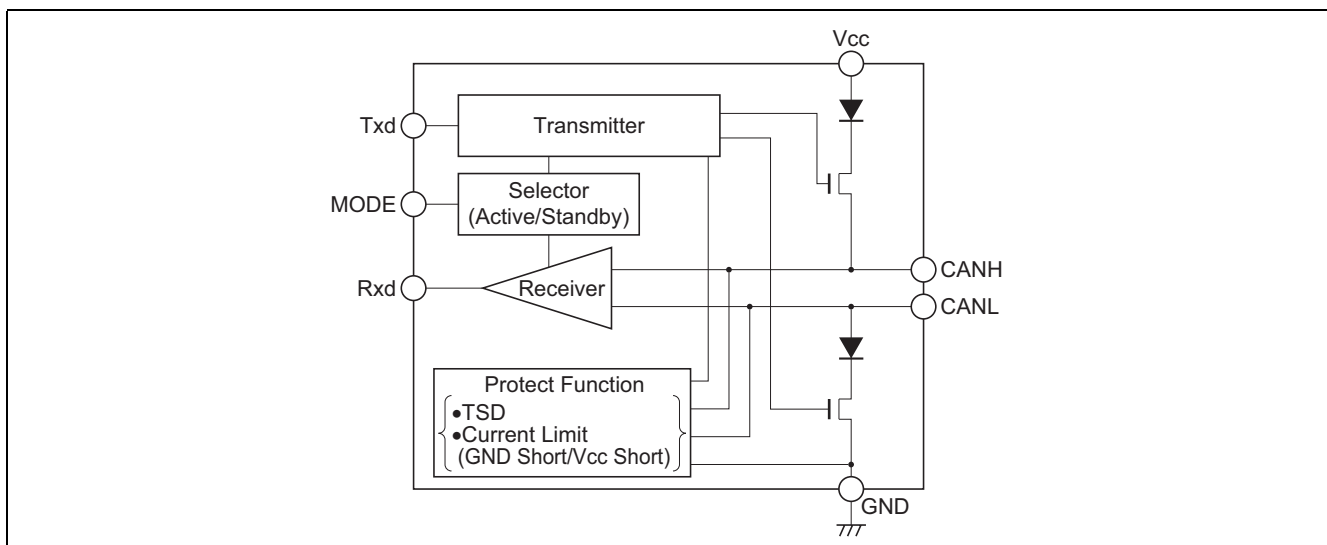 Vcc
Txd
Transmitter
MODE
Selector
(Active/Standby)
Rxd
Receiver
CANH
CANL
Protect Function
•TSD
•Current Limit
(GND Short/Vcc Short)
GND